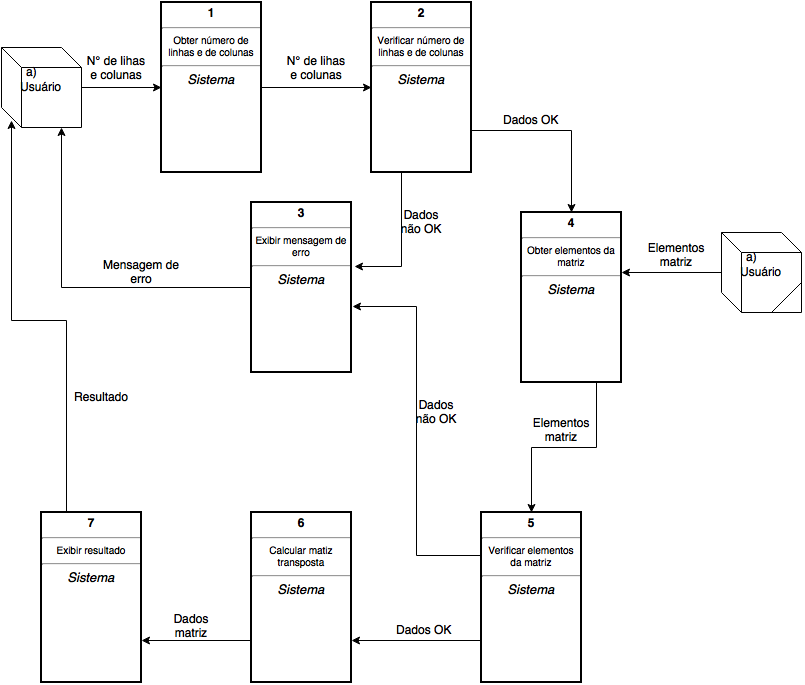 1
Obter número de
linhas e de colunas
Sistema
2
Verificar número de
linhas e de colunas
Sistema
a)
Usuário
N° de lihas
e colunas
N° de lihas
e colunas
Dados OK
Dados
não OK
3
Exibir mensagem de
erro
Sistema
Mensagem de
erro
4
Obter elementos da
matriz
Sistema
Elementos
matriz
a)
Usuário
Resultado
Dados
não OK
Elementos
matriz
7
Exibir resultado
Sistema
6
Calcular matiz
transposta
Sistema
5
Verificar elementos
da matriz
Sistema
Dados
matriz
Dados OK